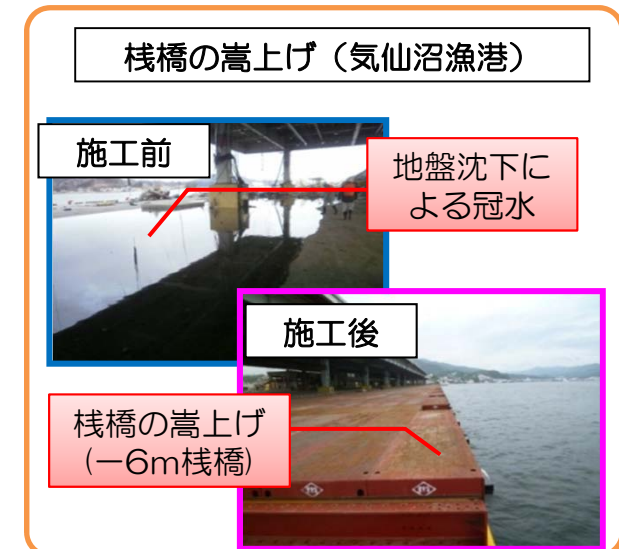 桟橋の嵩上げ（気仙沼漁港）
施工前
地盤沈下に
よる冠水
施工後
桟橋の嵩上げ
(－6m桟橋)